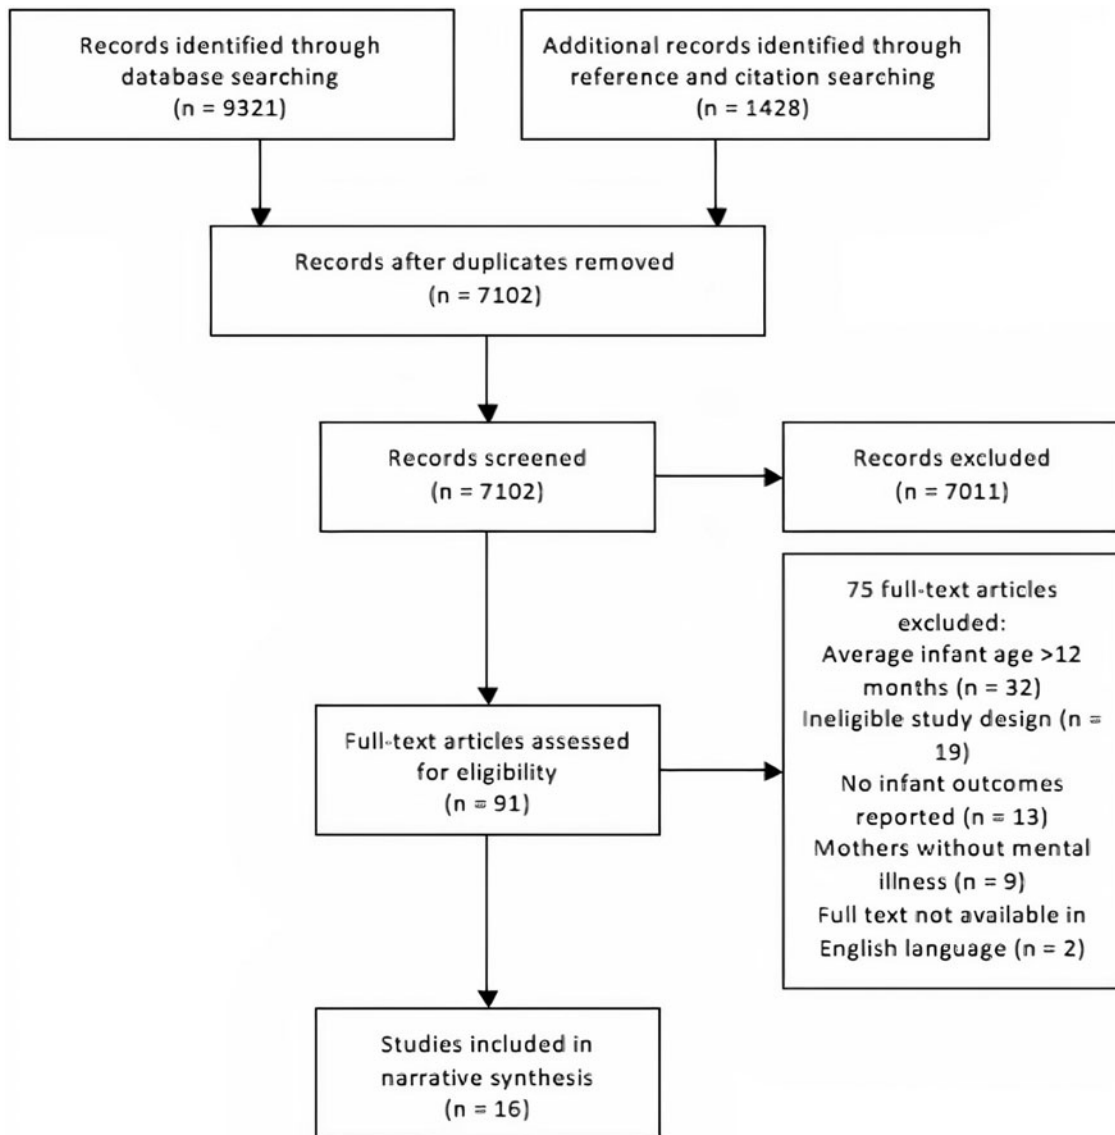 Records identified through
database searching
(n = 9321)
Additional records identified through
reference and citation searching
(n = 1428)
Records after duplicates removed
(n = 7102)
Records screened
(n = 7102)
Records excluded
(n = 7011)
75 full-text articles
excluded:
Average infant age >12
months (n = 32)
Ineligible study design (n =
19)
No infant outcomes
reported (n = 13)
Mothers without mental
illness (n = 9)
Full text not available in
English language (n = 2)
Full-text articles assessed
for eligibility
(n = 91)
Studies included in
narrative synthesis
(n = 16)